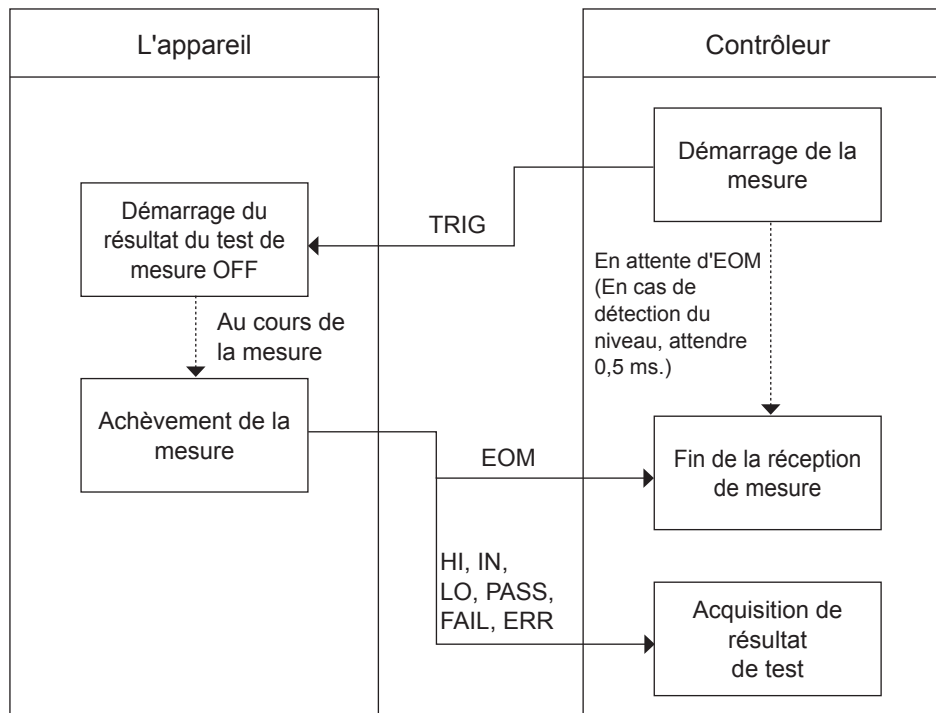 L'appareil
Contrôleur
Démarrage de la
mesure
TRIG
Démarrage du
résultat du test de
mesure OFF
En attente d'EOM
(En cas de
détection du
niveau, attendre
0,5 ms.)
Au cours de
la mesure
Achèvement de la
mesure
EOM
Fin de la réception
de mesure
HI, IN,
LO, PASS,
FAIL, ERR
Acquisition de
résultat
de test